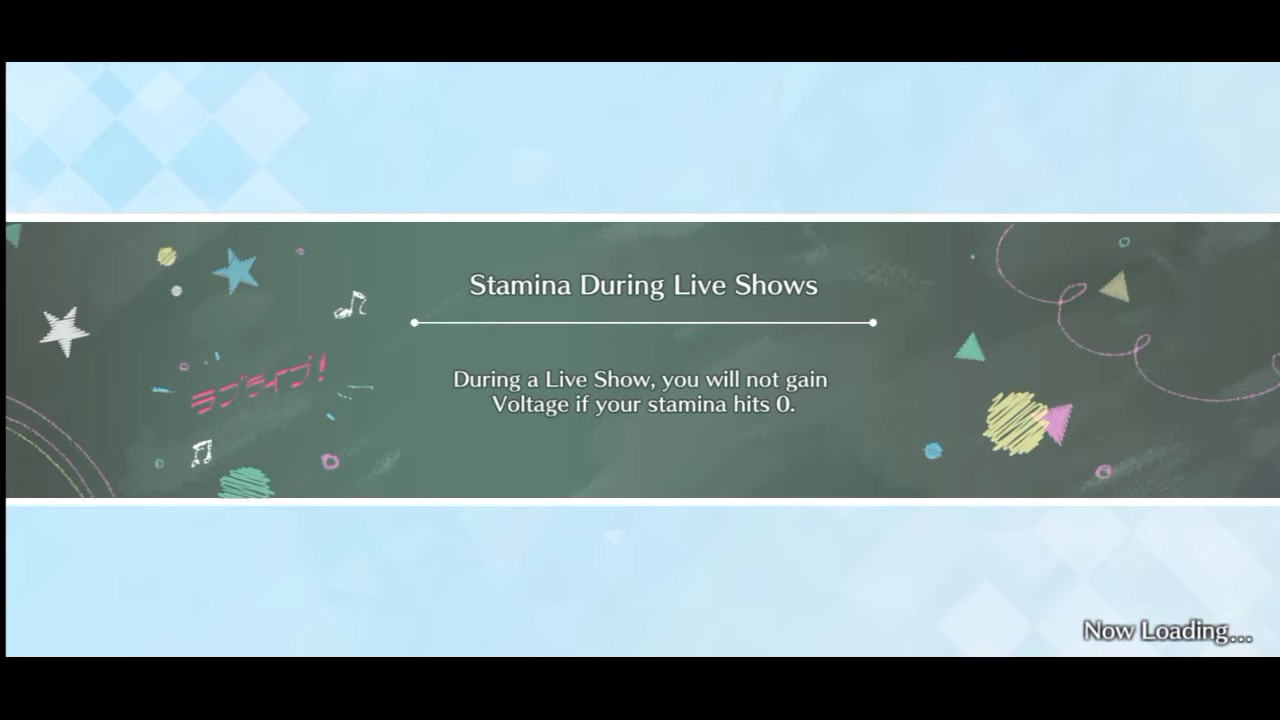 Stamina During Live Shows
ラブライブ!
During a Live Show, you will not gain
Voltage if your stamina hits 0.
Now Loading...